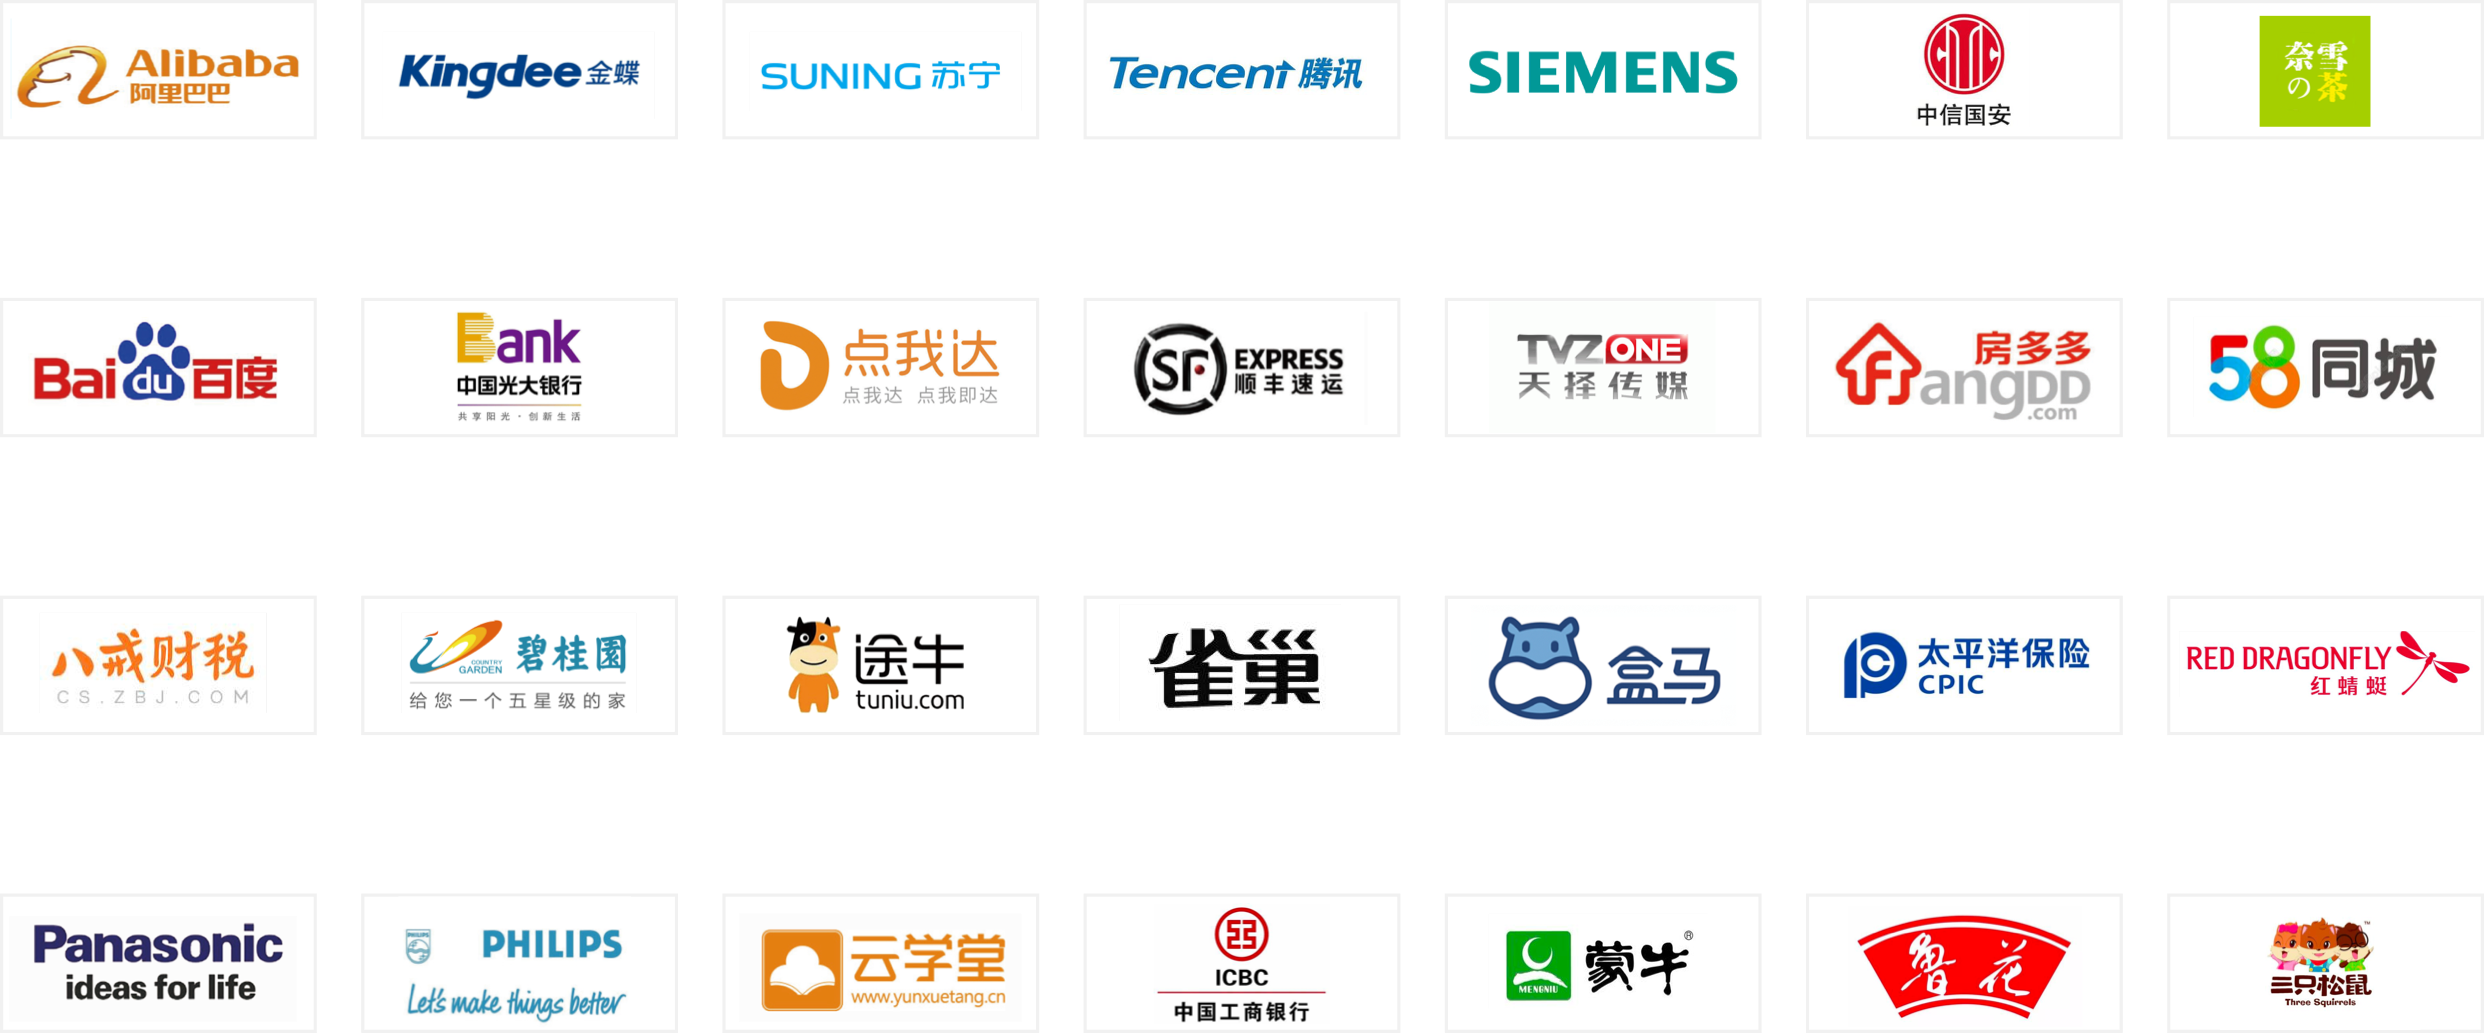 Alibaba
阿里巴巴
Kingdee 金蝶
SUNING 苏宁
Tencent 腾讯
SIEMENS
中信国安
奈雪
の茶
Bai du 百度
Bank
中国光大银行
共享阳光·创新生活
点我达
点我达 点我即达
SF EXPRESS
顺丰速运
TVZONE
天择传媒
房多多
FangDD
.com
58同城
八戒财税
CS.ZBJ.COM
COUNTRY
GARDEN
碧桂園
给您一个五星级的家
途牛
tuniu.com
雀巢
盒马
太平洋保险
CPIC
RED DRAGONFLY
红蜻蜓
Panasonic
ideas for life
PHILIPS
PHILIPS
Let's make things better
云学堂
www.yunxuetang.cn
ICBC
中国工商银行
MENGNIU
蒙牛®
鲁花
TM
三只松鼠
Three Squirrels